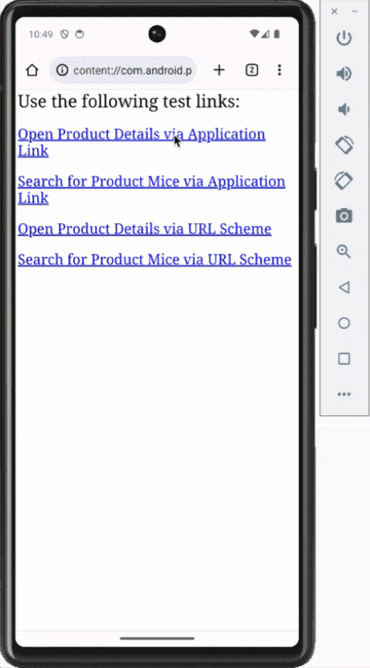 10:49
content://com.android.p
2
Use the following test links:
Open Product Details via Application
Link
Search for Product Mice via Application
Link
Open Product Details via URL Scheme
Search for Product Mice via URL Scheme